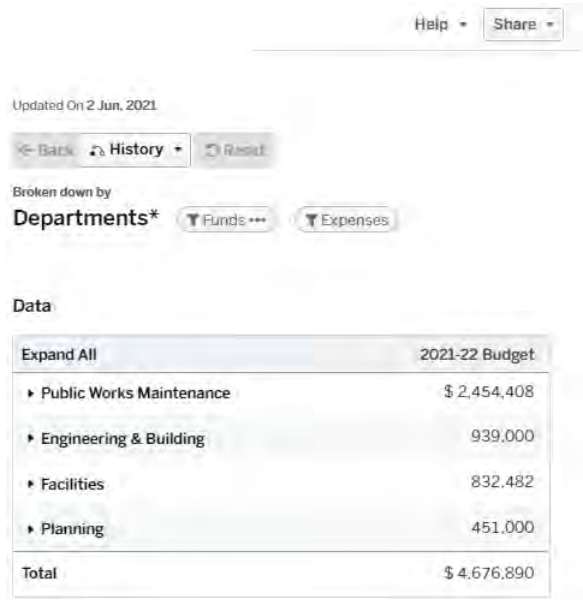 Help Share
Updated On 2 Jun, 2021
Back History Reset
Broken down by
Departments* Funds ••• Expenses
Data
Expand All 2021-22 Budget
Public Works Maintenance $ 2,454,408
Engineering & Building 939,000
Facilities 832,482
Planning 451,000
Total $ 4,676,890